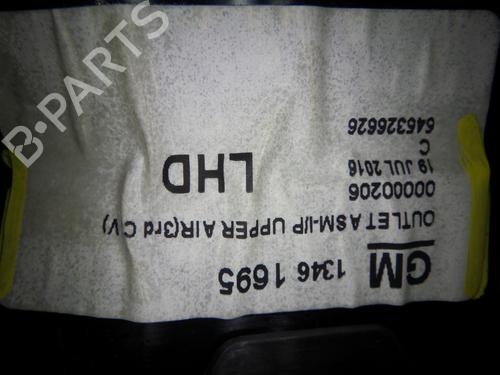 GM 1346 1695
OUTLET ASM-I/P UPPER AIR(3rd CV)
00000206
19 JUL 2016
C
646326626
LHD
B-PARTS